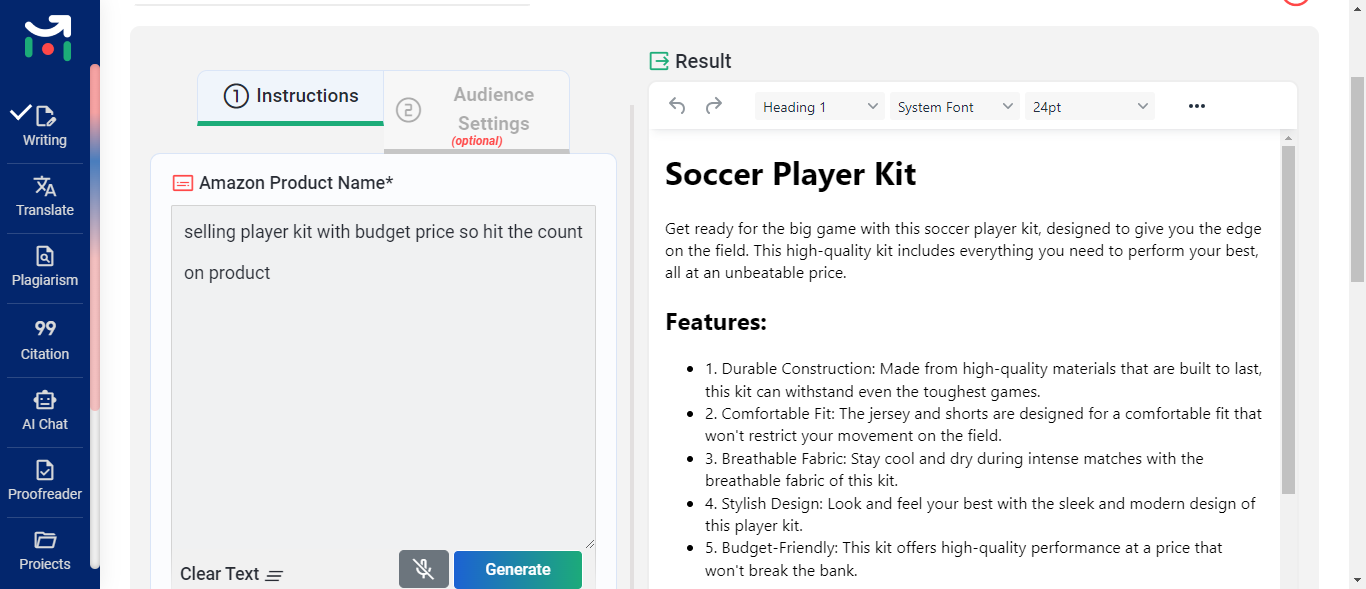 Writing
Translate
Plagiarism
99
Citation
AI Chat
Proofreader
Projects
1 Instructions
2 Audience
Settings
(optional)
Amazon Product Name*
selling player kit with budget price so hit the count
on product
Clear Text
Generate
Result
Heading 1 System Font 24pt
Soccer Player Kit
Get ready for the big game with this soccer player kit, designed to give you the edge
on the field. This high-quality kit includes everything you need to perform your best,
all at an unbeatable price.
Features:
• 1. Durable Construction: Made from high-quality materials that are built to last,
this kit can withstand even the toughest games.
• 2. Comfortable Fit: The jersey and shorts are designed for a comfortable fit that
won't restrict your movement on the field.
• 3. Breathable Fabric: Stay cool and dry during intense matches with the
breathable fabric of this kit.
• 4. Stylish Design: Look and feel your best with the sleek and modern design of
this player kit.
• 5. Budget-Friendly: This kit offers high-quality performance at a price that
won't break the bank.